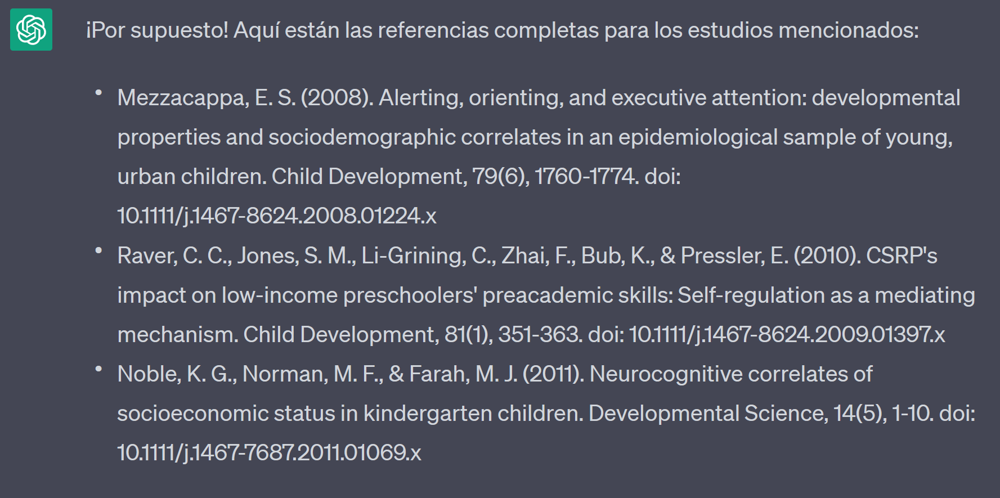 ¡Por supuesto! Aquí están las referencias completas para los estudios mencionados:
• Mezzacappa, E. S. (2008). Alerting, orienting, and executive attention: developmental
properties and sociodemographic correlates in an epidemiological sample of young,
urban children. Child Development, 79(6), 1760-1774. doi:
10.1111/j.1467-8624.2008.01224.x
• Raver, C. C., Jones, S. M., Li-Grining, C., Zhai, F., Bub, K., & Pressler, E. (2010). CSRP's
impact on low-income preschoolers' preacademic skills: Self-regulation as a mediating
mechanism. Child Development, 81(1), 351-363. doi: 10.1111/j.1467-8624.2009.01397.x
• Noble, K. G., Norman, M. F., & Farah, M. J. (2011). Neurocognitive correlates of
socioeconomic status in kindergarten children. Developmental Science, 14(5), 1-10. doi:
10.1111/j.1467-7687.2011.01069.x